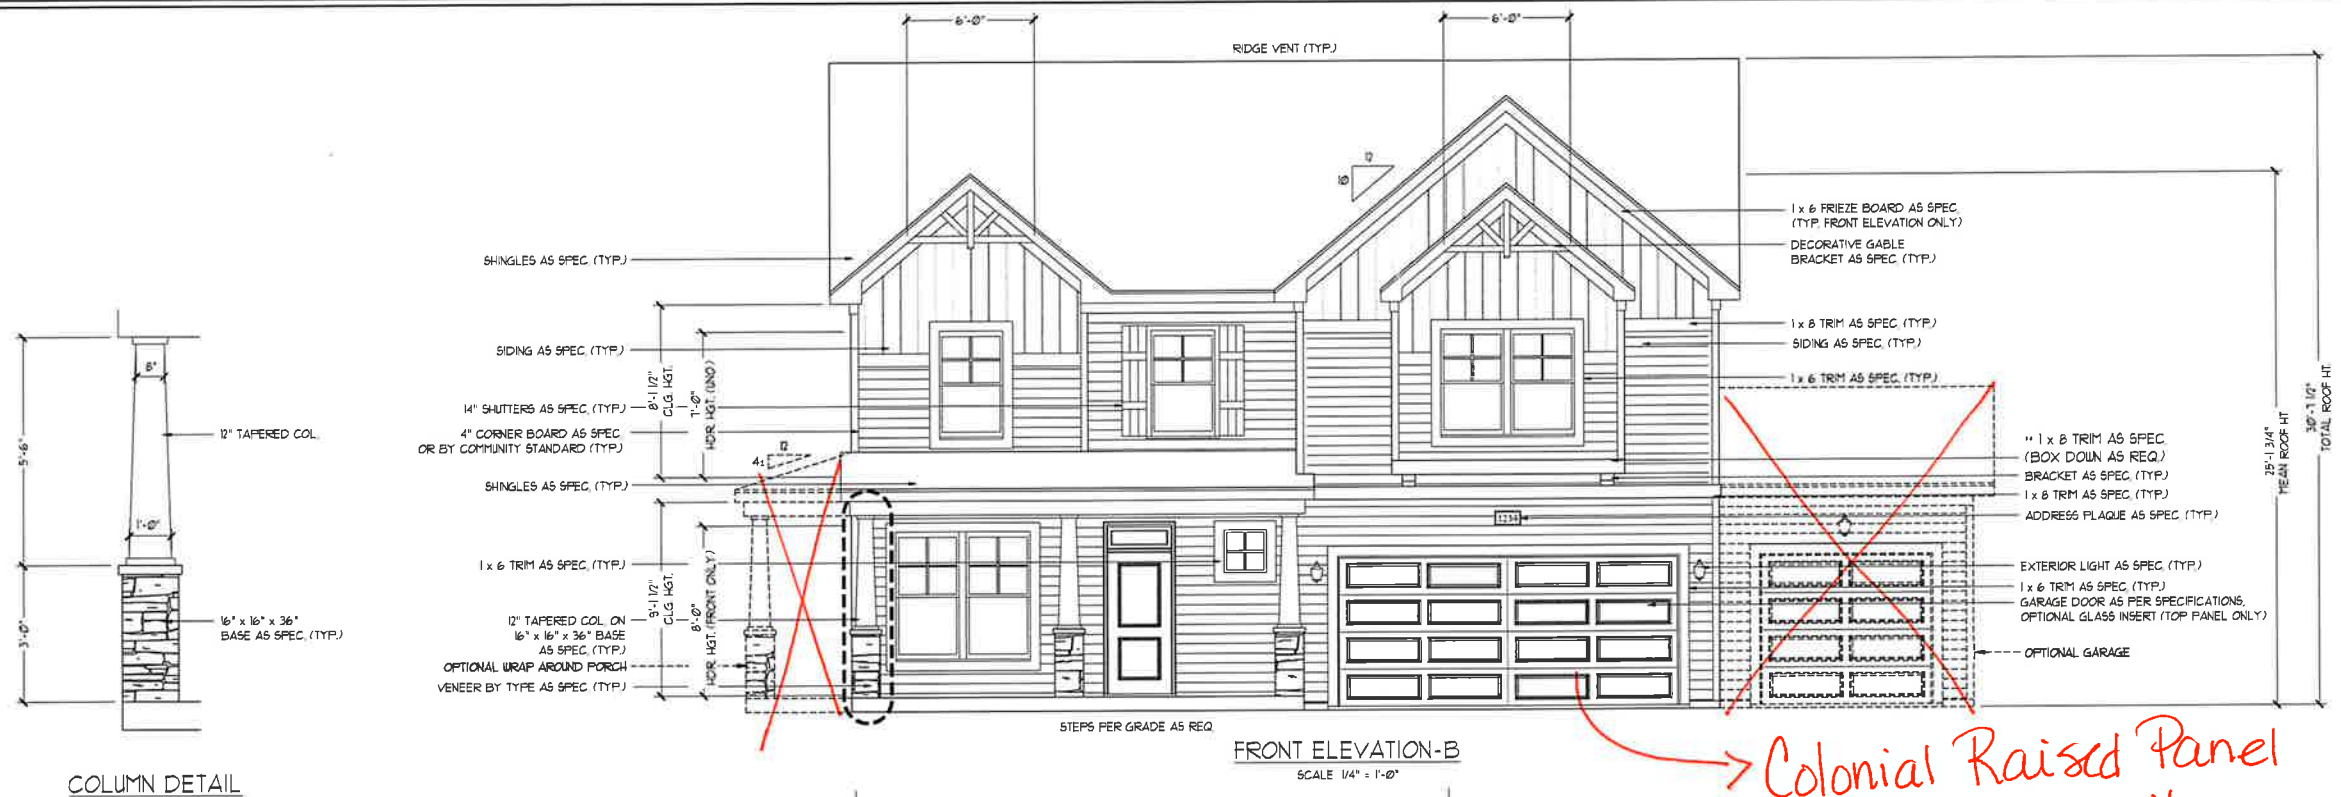 6'-0"
6'-0"
RIDGE VENT (TYP.)
12
1 x 6 FRIEZE BOARD AS SPEC.
(TYP. FRONT ELEVATION ONLY)
DECORATIVE GABLE
BRACKET AS SPEC. (TYP.)
SHINGLES AS SPEC. (TYP.)
1 x 8 TRIM AS SPEC. (TYP.)
SIDING AS SPEC. (TYP.)
SIDING AS SPEC. (TYP.)
1 x 6 TRIM AS SPEC. (TYP.)
8'-1 1/2"
CLG. HGT.
HDR. HGT. (UNO)
14" SHUTTERS AS SPEC. (TYP.)
4" CORNER BOARD AS SPEC.
OR BY COMMUNITY STANDARD (TYP.)
12
SHINGLES AS SPEC. (TYP.)
1 x 8 TRIM AS SPEC.
(BOX DOWN AS REQ.)
BRACKET AS SPEC. (TYP.)
1 x 8 TRIM AS SPEC. (TYP.)
ADDRESS PLAQUE AS SPEC. (TYP.)
1234
25'-1 3/4"
MEAN ROOF HT
TOTAL ROOF HT.
8"
5'-6"
12" TAPERED COL.
1'-0"
3'-0"
16" x 16" x 36"
BASE AS SPEC. (TYP.)
1 x 6 TRIM AS SPEC. (TYP.)
9'-1 1/2"
CLG. HGT.
8'-0"
HDR. HGT. (FRONT ONLY)
12" TAPERED COL. ON
16" x 16" x 36" BASE
AS SPEC. (TYP.)
OPTIONAL WRAP AROUND PORCH
VENEER BY TYPE AS SPEC. (TYP.)
EXTERIOR LIGHT AS SPEC. (TYP.)
1 x 6 TRIM AS SPEC. (TYP.)
GARAGE DOOR AS PER SPECIFICATIONS,
OPTIONAL GLASS INSERT (TOP PANEL ONLY)
OPTIONAL GARAGE
STEPS PER GRADE AS REQ.
FRONT ELEVATION-B
SCALE 1/4" = 1'-0"
COLUMN DETAIL
Colonial Raised Panel